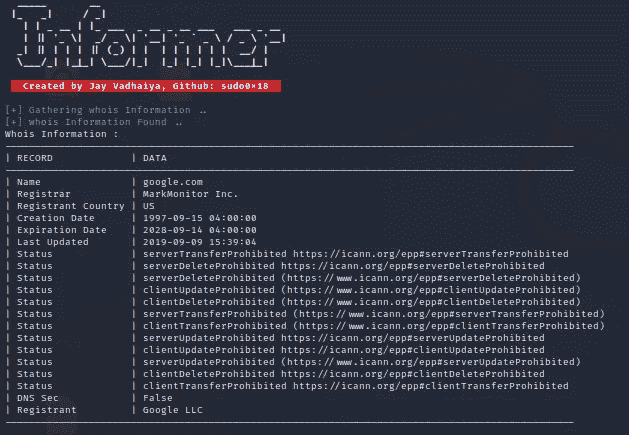 Informer
Created by Jay Vadhaiya, Github: sudo0×18
[+] Gathering whois Information ..
[+] whois Information Found ..
Whois Information :
| RECORD | DATA
| Name | google.com
| Registrar | MarkMonitor Inc.
| Registrant Country | US
| Creation Date | 1997-09-15 04:00:00
| Expiration Date | 2028-09-14 04:00:00
| Last Updated | 2019-09-09 15:39:04
| Status | serverTransferProhibited https://icann.org/epp#serverTransferProhibited
| Status | serverDeleteProhibited https://icann.org/epp#serverDeleteProhibited
| Status | serverDeleteProhibited (https://www.icann.org/epp#serverDeleteProhibited)
| Status | clientUpdateProhibited (https://www.icann.org/epp#clientUpdateProhibited)
| Status | clientDeleteProhibited (https://www.icann.org/epp#clientDeleteProhibited)
| Status | serverTransferProhibited (https://www.icann.org/epp#serverTransferProhibited)
| Status | clientTransferProhibited (https://www.icann.org/epp#clientTransferProhibited)
| Status | serverUpdateProhibited https://icann.org/epp#serverUpdateProhibited
| Status | clientUpdateProhibited https://icann.org/epp#clientUpdateProhibited
| Status | serverUpdateProhibited (https://www.icann.org/epp#serverUpdateProhibited)
| Status | clientDeleteProhibited https://icann.org/epp#clientDeleteProhibited
| Status | clientTransferProhibited https://icann.org/epp#clientTransferProhibited
| DNS Sec | False
| Registrant | Google LLC